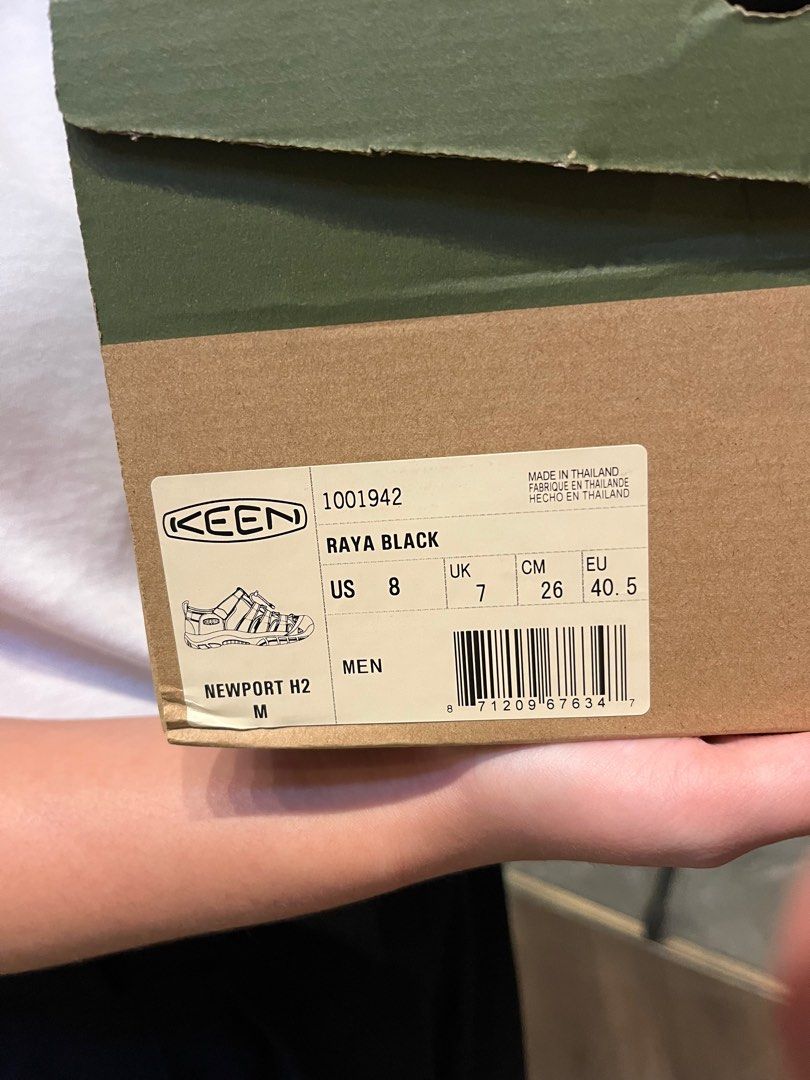 KEEN
1001942
MADE IN THAILAND
FABRIQUE EN THAILANDE
HECHO EN THAILAND
RAYA BLACK
US 8
UK 7
CM 26
EU 40.5
MEN
NEWPORT H2
M
8 71209 67634 7